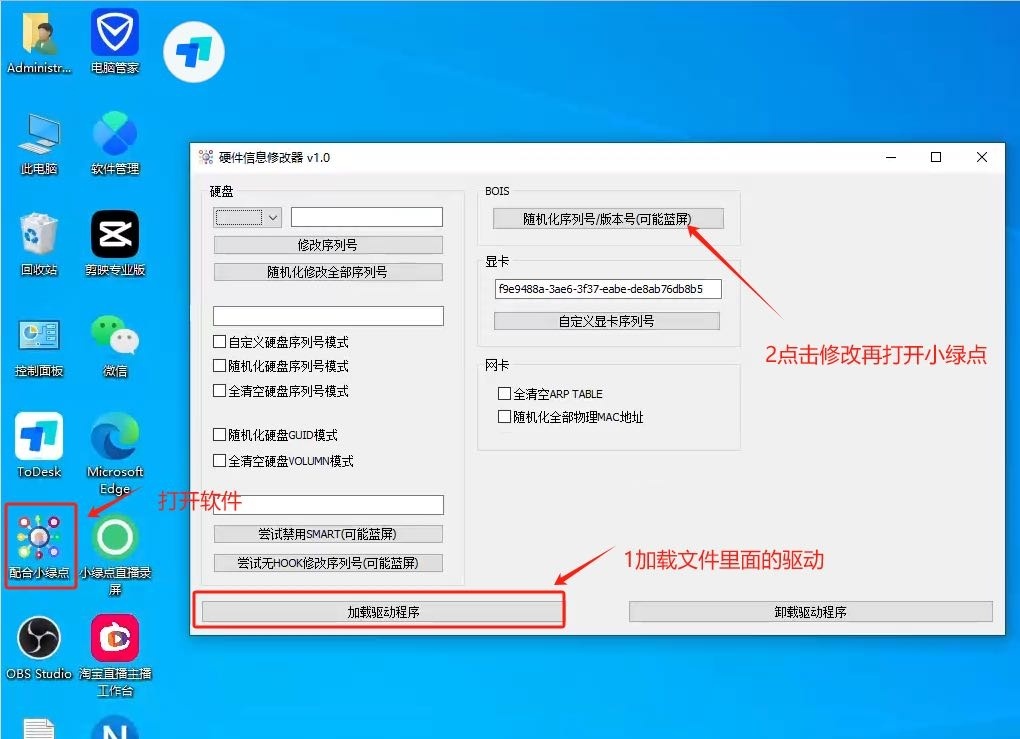 Administr...
电脑管家
此电脑
软件管理
回收站
剪映专业版
控制面板
微信
ToDesk
Microsoft
Edge
配合小绿点
小绿点直播录
屏
OBS Studio
淘宝直播主播
工作台
打开软件
硬件信息修改器 v1.0
硬盘
修改序列号
随机化修改全部序列号
自定义硬盘序列号模式
随机化硬盘序列号模式
全清空硬盘序列号模式
随机化硬盘GUID模式
全清空硬盘VOLUMN模式
尝试禁用SMART(可能蓝屏)
尝试无HOOK修改序列号(可能蓝屏)
BOIS
随机化序列号/版本号(可能蓝屏)
显卡
f9e9488a-3ae6-3f37-eabe-de8ab76db8b5
自定义显卡序列号
2点击修改再打开小绿点
网卡
全清空ARP TABLE
随机化全部物理MAC地址
1加载文件里面的驱动
加载驱动程序
卸载驱动程序